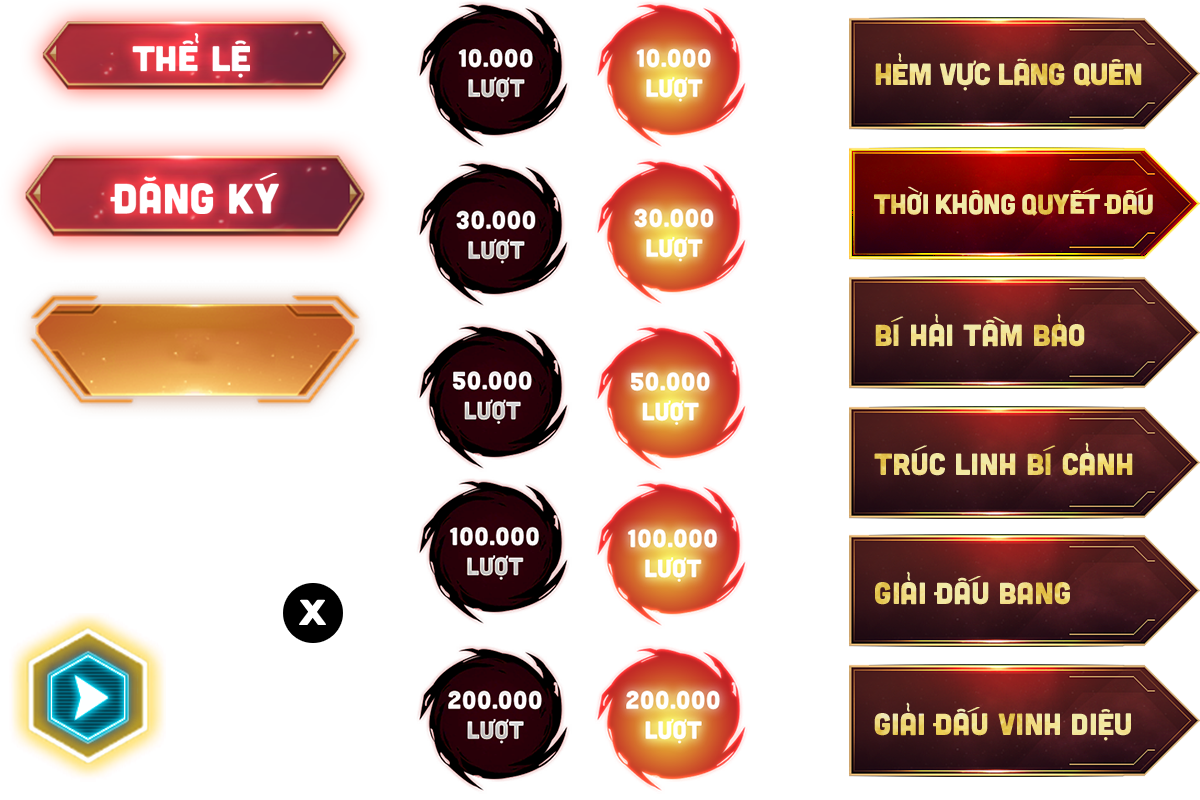 THỂ LỆ
ĐĂNG KÝ
X
10.000
LƯỢT
10.000
LƯỢT
30.000
LƯỢT
30.000
LƯỢT
50.000
LƯỢT
50.000
LƯỢT
100.000
LƯỢT
100.000
LƯỢT
200.000
LƯỢT
200.000
LƯỢT
HẺM VỰC LÃNG QUÊN
THỜI KHÔNG QUYẾT ĐẤU
BÍ HẢI TẦM BẢO
TRÚC LINH BÍ CẢNH
GIẢI ĐẤU BANG
GIẢI ĐẤU VINH DIỆU